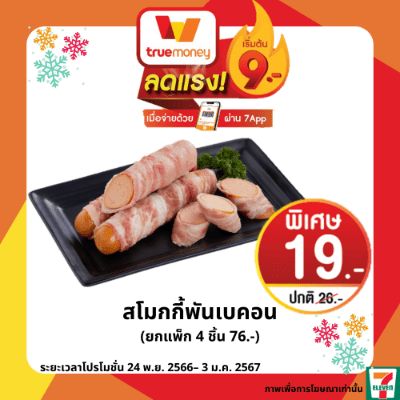 truemoney
เริ่มต้น
ลดแรง! 9.-
เมื่อจ่ายด้วย ผ่าน 7App
พิเศษ
19.-
ปกติ 26.-
สโมกกี้พันเบคอน
(ยกแพ็ก 4 ชิ้น 76.-)
ระยะเวลาโปรโมชั่น 24 พ.ย. 2566– 3 ม.ค. 2567
ภาพเพื่อการโฆษณาเท่านั้น
7 ELEVEN